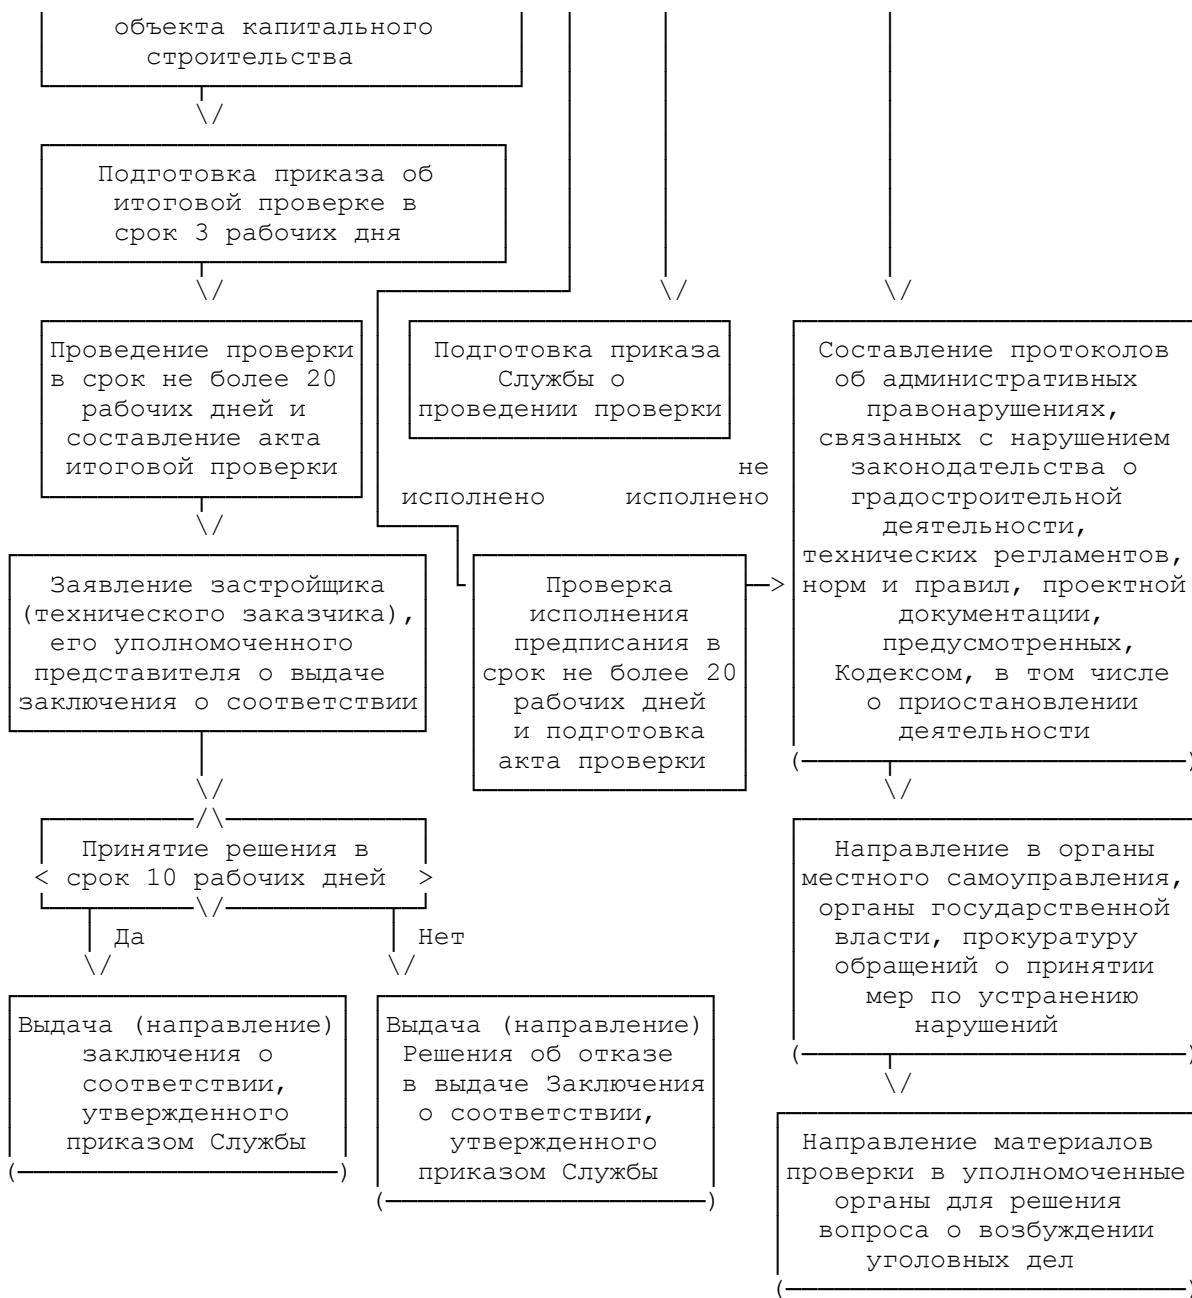 объекта капитального
строительства
Подготовка приказа об
итоговой проверке в
срок 3 рабочих дня
Проведение проверки
в срок не более 20
рабочих дней и
составление акта
итоговой проверки
Подготовка приказа
Службы о
проведении проверки
не
исполнено исполнено
Составление протоколов
об административных
правонарушениях,
связанных с нарушением
законодательства о
градостроительной
деятельности,
технических регламентов,
норм и правил, проектной
документации,
предусмотренных,
Кодексом, в том числе
о приостановлении
деятельности
Заявление застройщика
(технического заказчика),
его уполномоченного
представителя о выдаче
заключения о соответствии
Проверка
исполнения
предписания в
срок не более 20
рабочих дней
и подготовка
акта проверки
Принятие решения в
срок 10 рабочих дней
Да
Нет
Направление в органы
местного самоуправления,
органы государственной
власти, прокуратуру
обращений о принятии
мер по устранению
нарушений
Выдача (направление)
заключения о
соответствии,
утвержденного
приказом Службы
Выдача (направление)
Решения об отказе
в выдаче Заключения
о соответствии,
утвержденного
приказом Службы
Направление материалов
проверки в уполномоченные
органы для решения
вопроса о возбуждении
уголовных дел